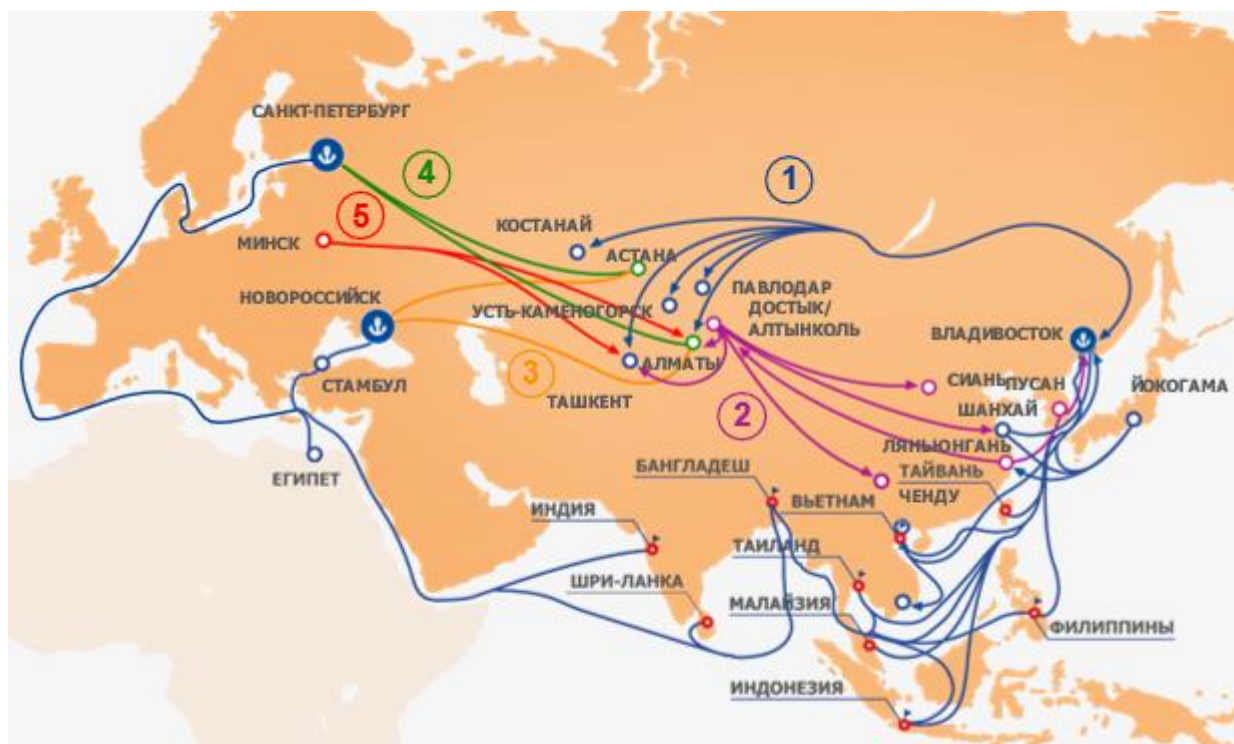 САНКТ-ПЕТЕРБУРГ
4
1
5
КОСТАНАЙ
МИНСК
АСТАНА
НОВОРОССИЙСК
УСТЬ-КАМЕНОГОРСК
ПАВЛОДАР
ДОСТЫК/
АЛТЫНКОЛЬ
ВЛАДИВОСТОК
СТАМБУЛ
3
АЛМАТЫ
ТАШКЕНТ
2
СИАНЬ
ПУСАН
ЙОКОГАМА
ШАНХАЙ
ЛЯНЬЮНГАНЬ
ЕГИПЕТ
БАНГЛАДЕШ
ТАЙВАНЬ
ЧЕНДУ
ВЬЕТНАМ
ИНДИЯ
ТАИЛАНД
ШРИ-ЛАНКА
МАЛАЙЗИЯ
ФИЛИППИНЫ
ИНДОНЕЗИЯ